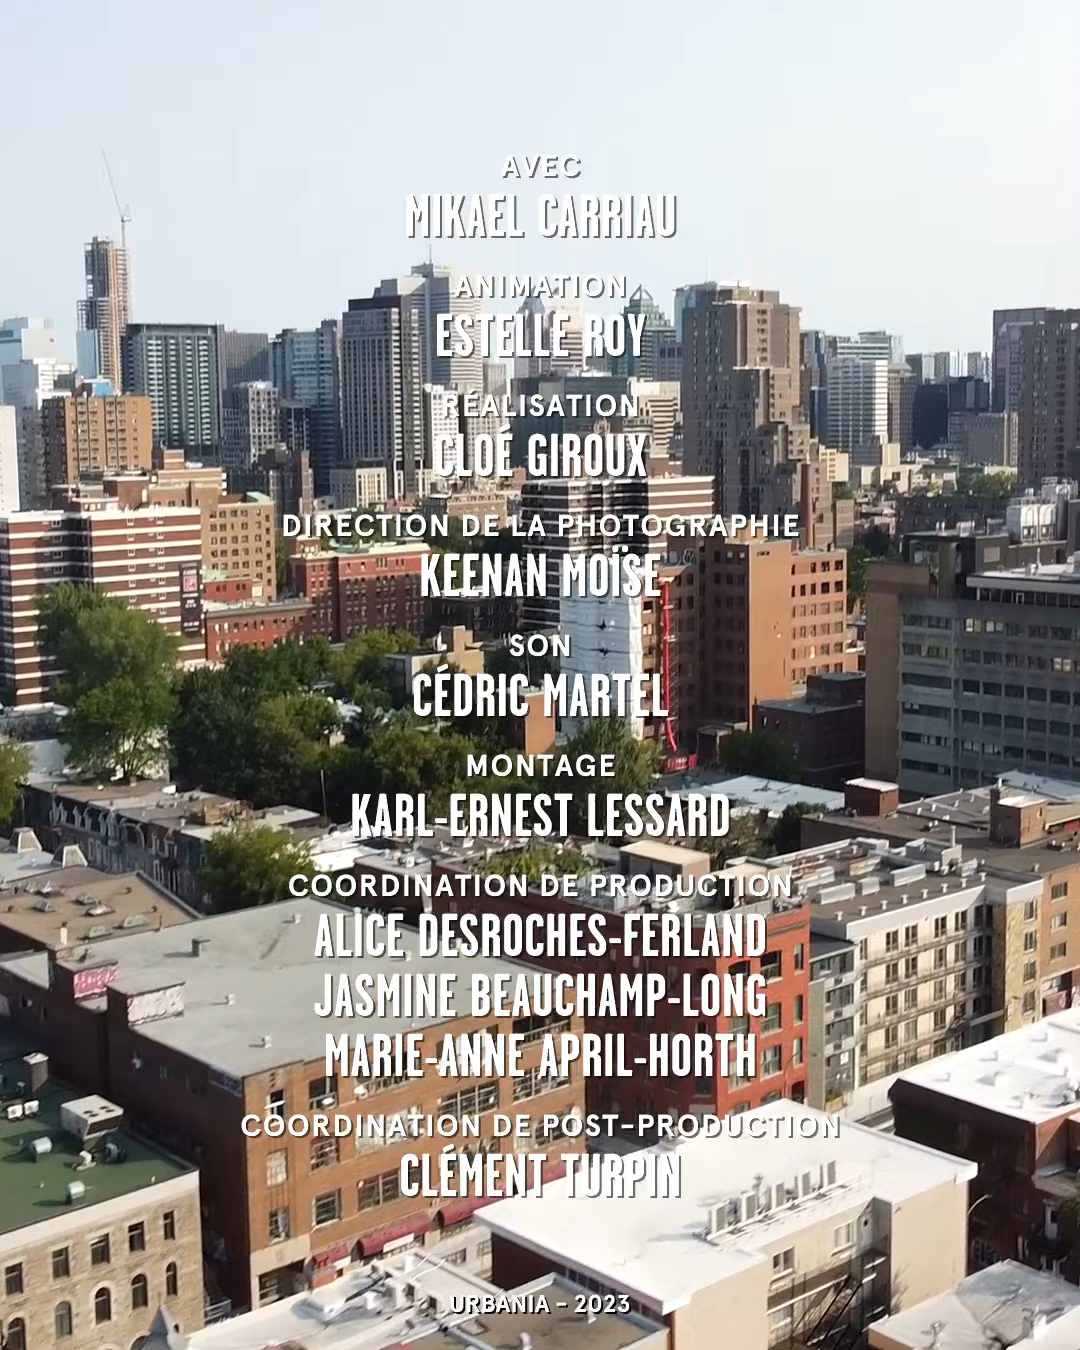 AVEC
MIKAEL CARRIAU
ANIMATION
ESTELLE ROY
RÉALISATION
CLOÉ GIROUX
DIRECTION DE LA PHOTOGRAPHIE
KEENAN MOÏSE
SON
CÉDRIC MARTEL
MONTAGE
KARL-ERNEST LESSARD
COORDINATION DE PRODUCTION
ALICE DESROCHES-FERLAND
JASMINE BEAUCHAMP-LONG
MARIE-ANNE APRIL-HORTH
COORDINATION DE POST-PRODUCTION
CLÉMENT TURPIN
URBANIA - 2023